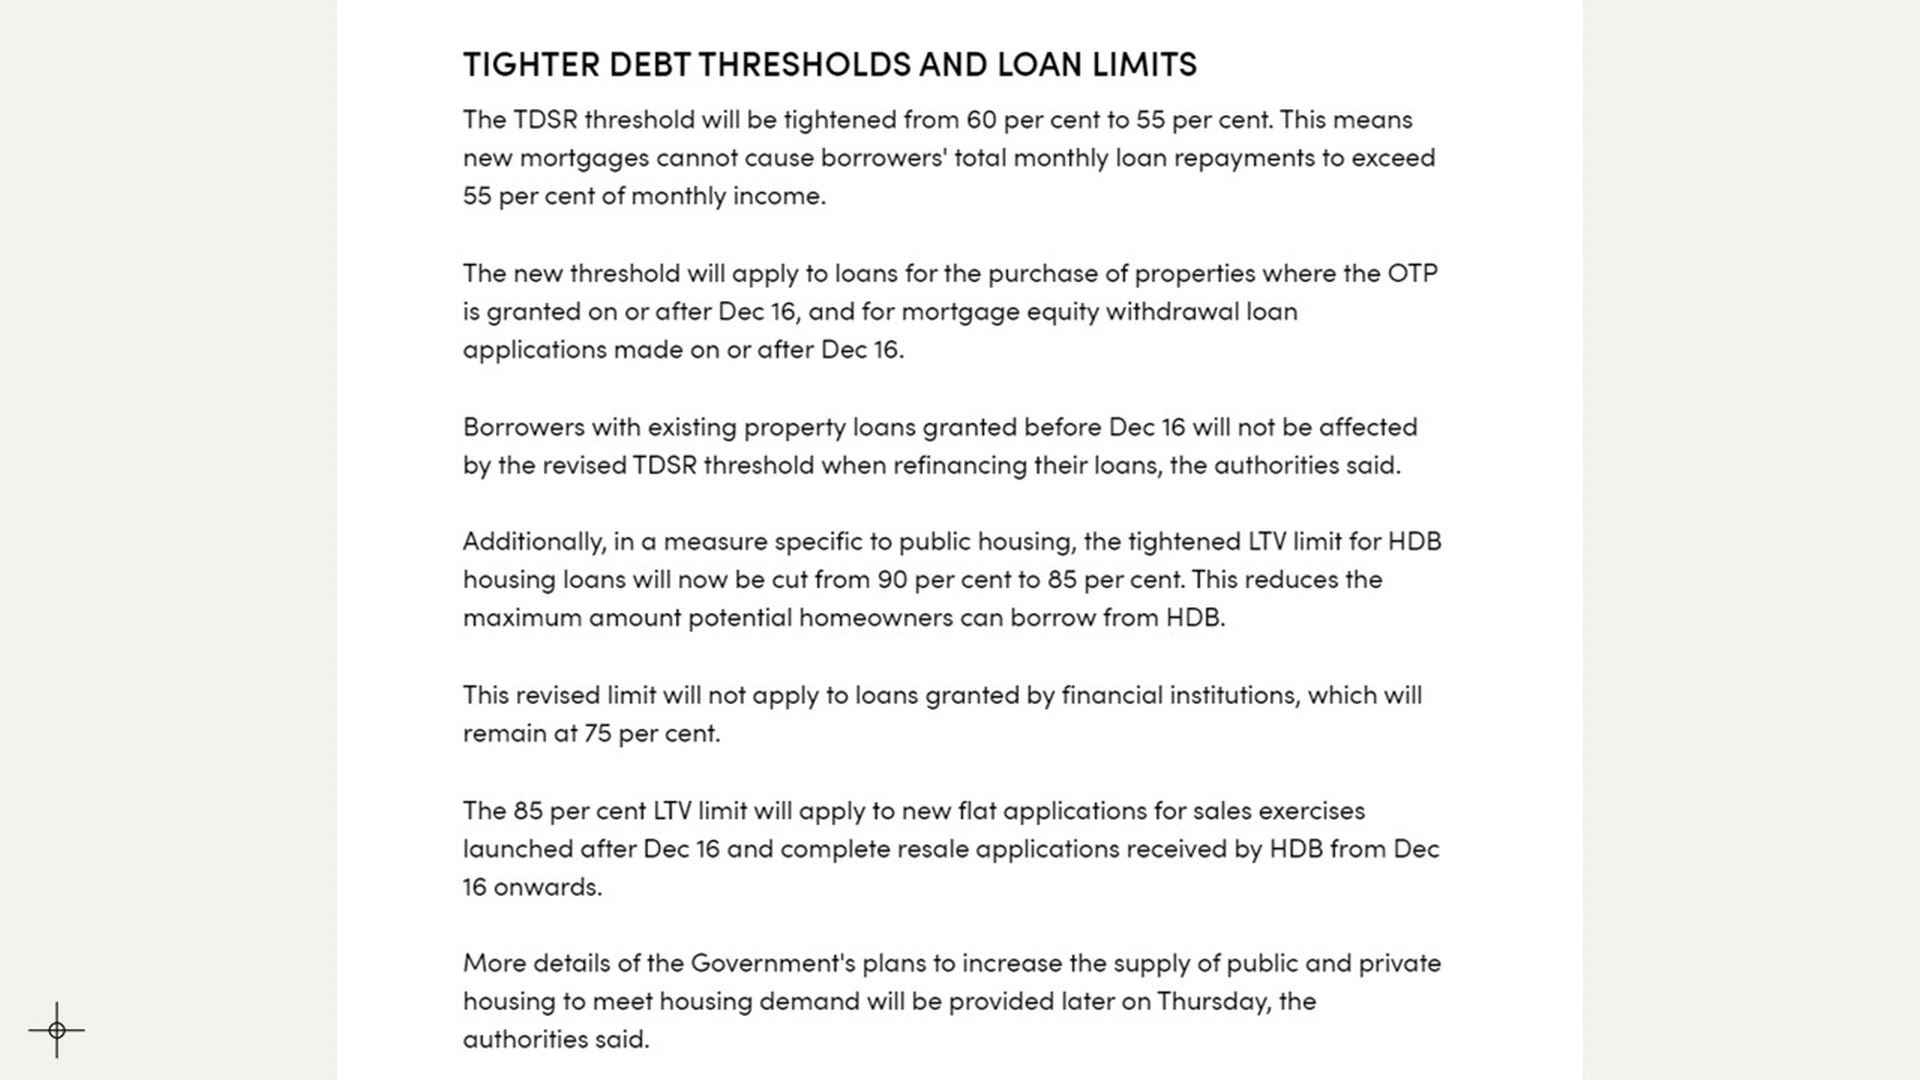 TIGHTER DEBT THRESHOLDS AND LOAN LIMITS
The TDSR threshold will be tightened from 60 per cent to 55 per cent. This means
new mortgages cannot cause borrowers' total monthly loan repayments to exceed
55 per cent of monthly income.
The new threshold will apply to loans for the purchase of properties where the OTP
is granted on or after Dec 16, and for mortgage equity withdrawal loan
applications made on or after Dec 16.
Borrowers with existing property loans granted before Dec 16 will not be affected
by the revised TDSR threshold when refinancing their loans, the authorities said.
Additionally, in a measure specific to public housing, the tightened LTV limit for HDB
housing loans will now be cut from 90 per cent to 85 per cent. This reduces the
maximum amount potential homeowners can borrow from HDB.
This revised limit will not apply to loans granted by financial institutions, which will
remain at 75 per cent.
The 85 per cent LTV limit will apply to new flat applications for sales exercises
launched after Dec 16 and complete resale applications received by HDB from Dec
16 onwards.
More details of the Government's plans to increase the supply of public and private
housing to meet housing demand will be provided later on Thursday, the
authorities said.